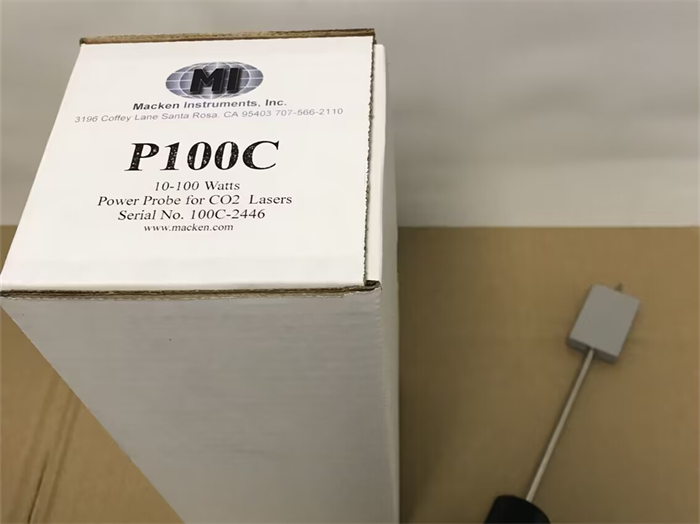 MI
Macken Instruments, Inc.
3196 Coffey Lane Santa Rosa. CA 95403 707-566-2110
P100C
10-100 Watts
Power Probe for CO2 Lasers
Serial No. 100C-2446
www.macken.com